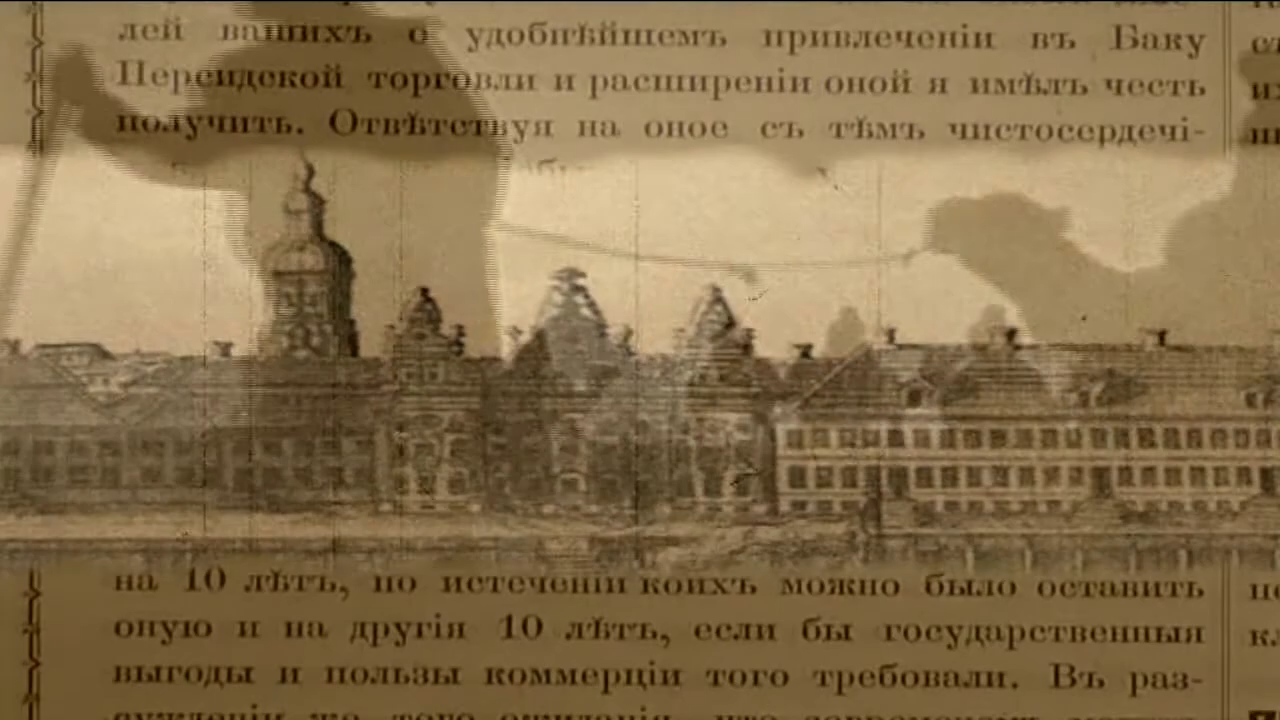 лей вашихъ о удобнѣйшемъ привлеченіи въ Баку
Персидской торговли и расширеніи оной я имѣлъ честь
получить. Отвѣтствуя на оное съ тѣмъ чистосердечі-
на 10 лѣтъ, по истеченіи коихъ можно было оставить
оную и на другія 10 лѣтъ, если бы государственныя
выгоды и пользы коммерціи того требовали. Въ раз-